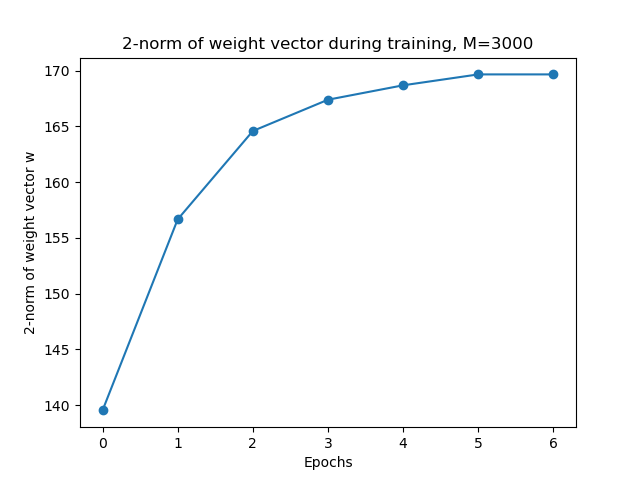 2-norm of weight vector during training, M=3000
2-norm of weight vector w
170
165
160
155
150
145
140
0 1 2 3 4 5 6
Epochs